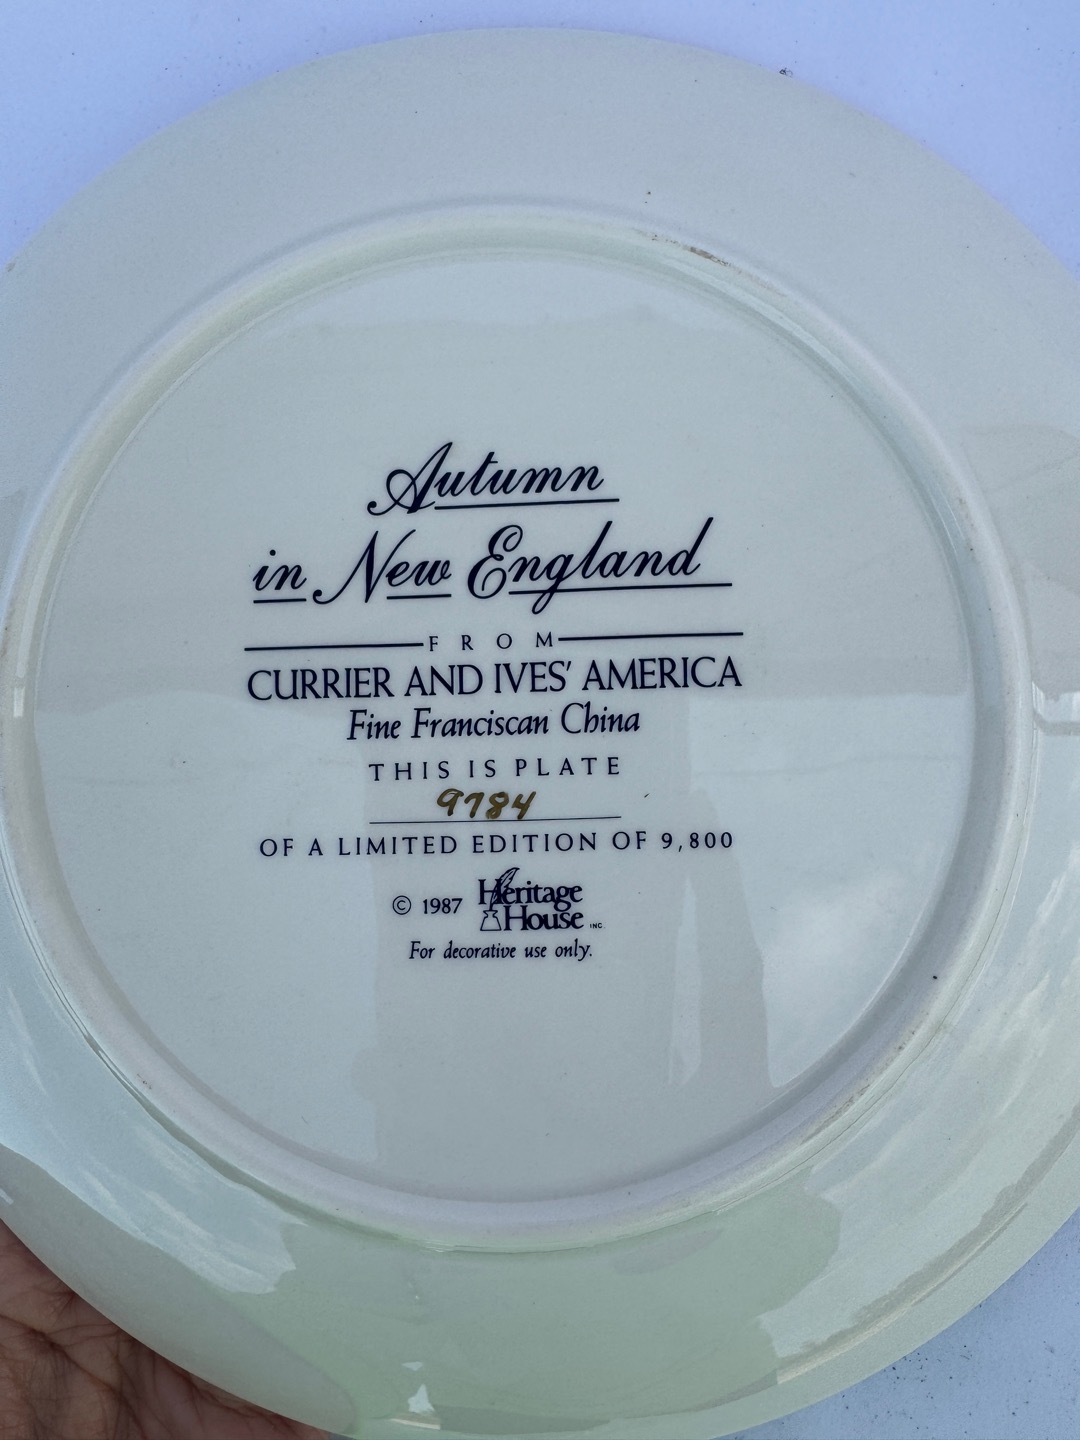 Autumn
in New England
FROM
CURRIER AND IVES' AMERICA
Fine Franciscan China
THIS IS PLATE
9784
OF A LIMITED EDITION OF 9,800
© 1987 Heritage
House INC.
For decorative use only.